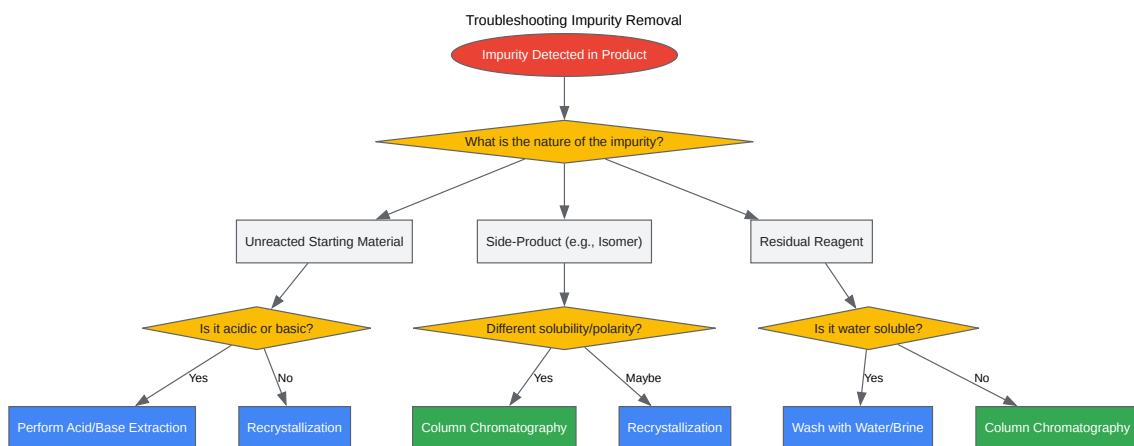 Troubleshooting Impurity Removal
Impurity Detected in Product
What is the nature of the impurity?
Unreacted Starting Material
Side-Product (e.g., Isomer)
Residual Reagent
Is it acidic or basic?
Different solubility/polarity?
Is it water soluble?
Yes
No
Yes
Maybe
Yes
No
Perform Acid/Base Extraction
Recrystallization
Column Chromatography
Recrystallization
Wash with Water/Brine
Column Chromatography